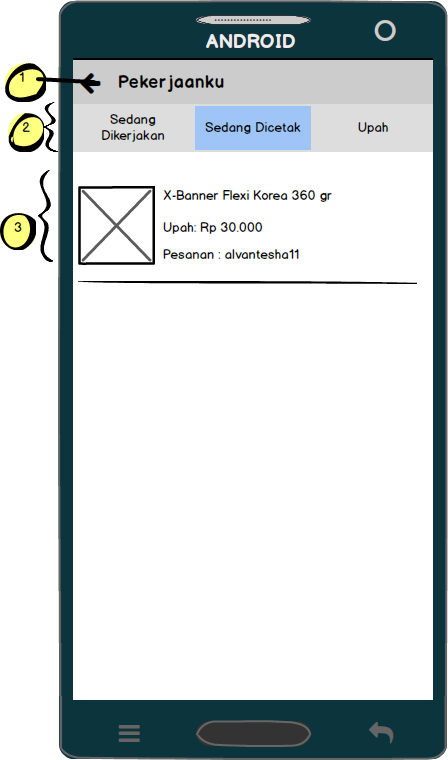 ANDROID
1
Pekerjaanku
2
Sedang
Dikerjakan
Sedang Dicetak
Upah
3
X-Banner Flexi Korea 360 gr
Upah: Rp 30.000
Pesanan : alvantesha11